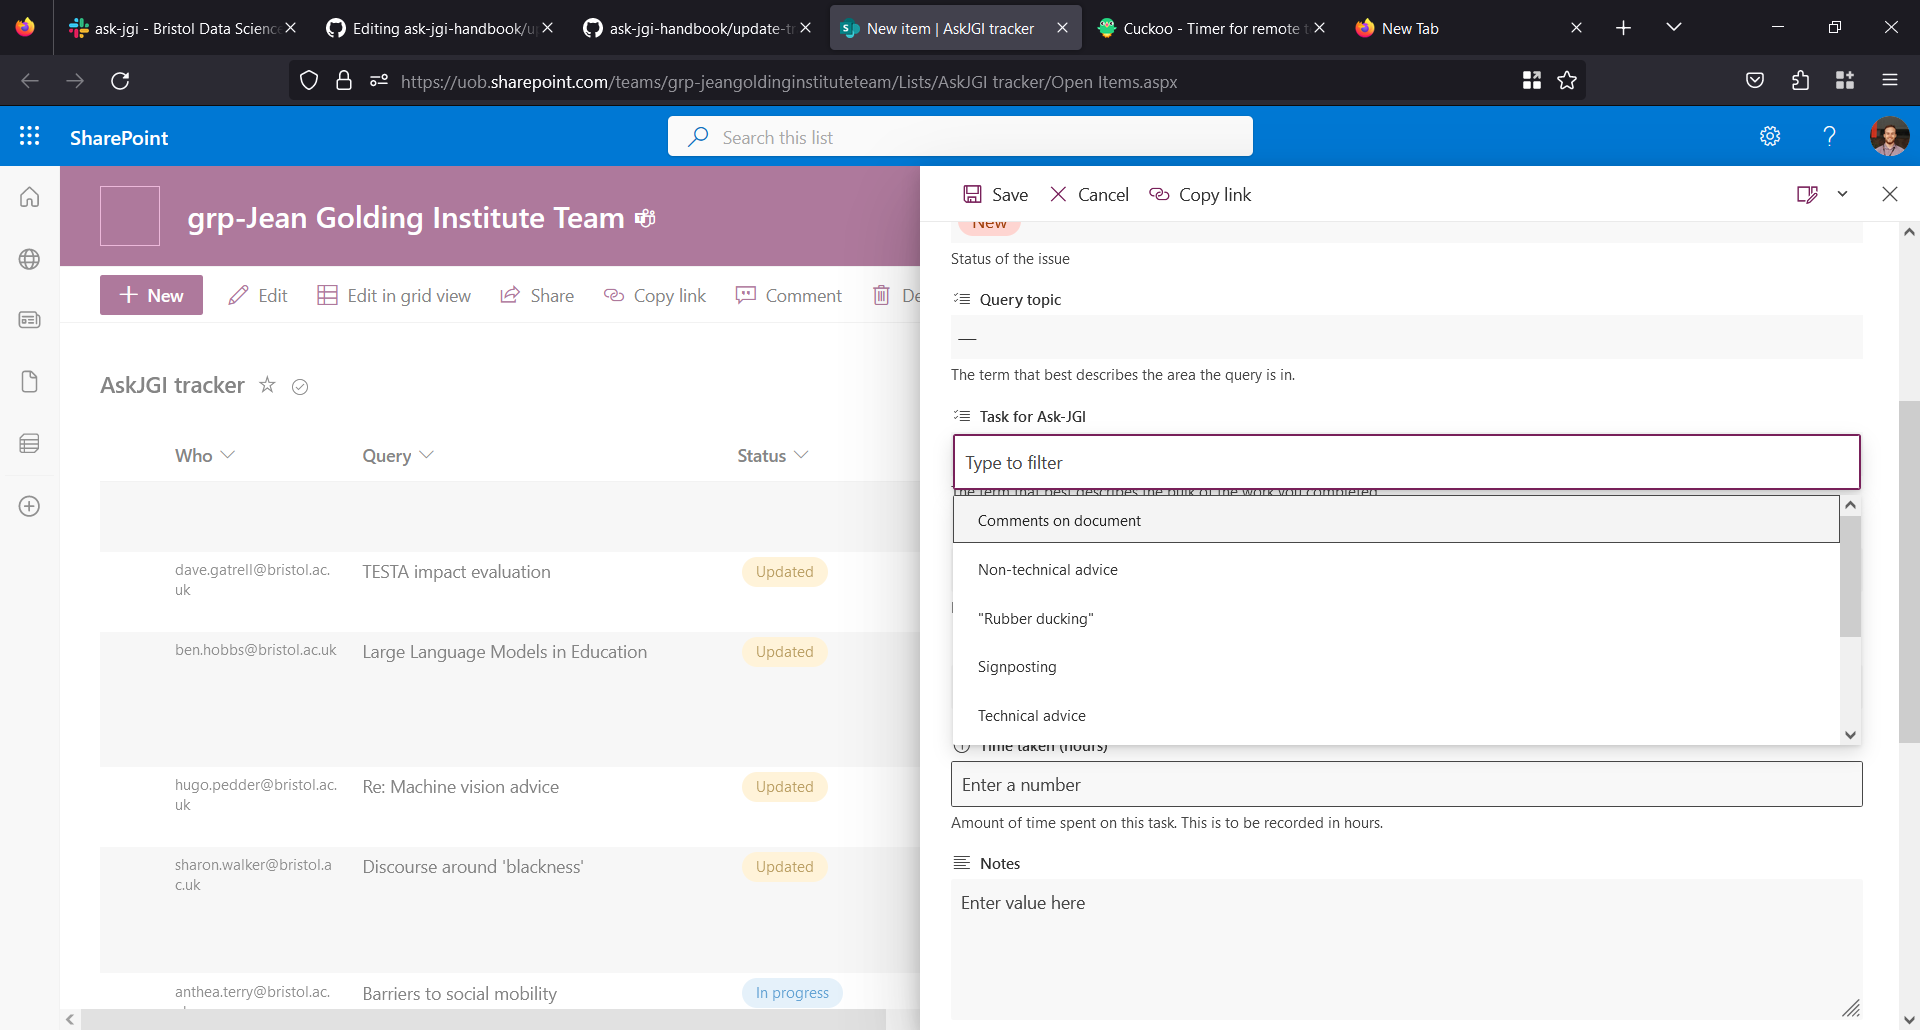 ask-jgi - Bristol Data Science
Editing ask-jgi-handbook/up
ask-jgi-handbook/update-tr
New item | AskJGI tracker
Cuckoo - Timer for remote t
New Tab
https://uob.sharepoint.com/teams/grp-jeangoldinginstituteteam/Lists/AskJGI tracker/Open Items.aspx
SharePoint
Search this list
grp-Jean Golding Institute Team
New
Edit
Edit in grid view
Share
Copy link
Comment
De
AskJGI tracker
Who
Query
Status
dave.gatrell@bristol.ac.
uk
TESTA impact evaluation
Updated
ben.hobbs@bristol.ac.uk
Large Language Models in Education
Updated
hugo.pedder@bristol.ac.
uk
Re: Machine vision advice
Updated
sharon.walker@bristol.a
c.uk
Discourse around 'blackness'
Updated
anthea.terry@bristol.ac.
Barriers to social mobility
In progress
Save
Cancel
Copy link
New
Status of the issue
Query topic
—
The term that best describes the area the query is in.
Task for Ask-JGI
Type to filter
The term that best describes the bulk of the work you completed
Comments on document
Non-technical advice
"Rubber ducking"
Signposting
Technical advice
Time taken (hours)
Enter a number
Amount of time spent on this task. This is to be recorded in hours.
Notes
Enter value here